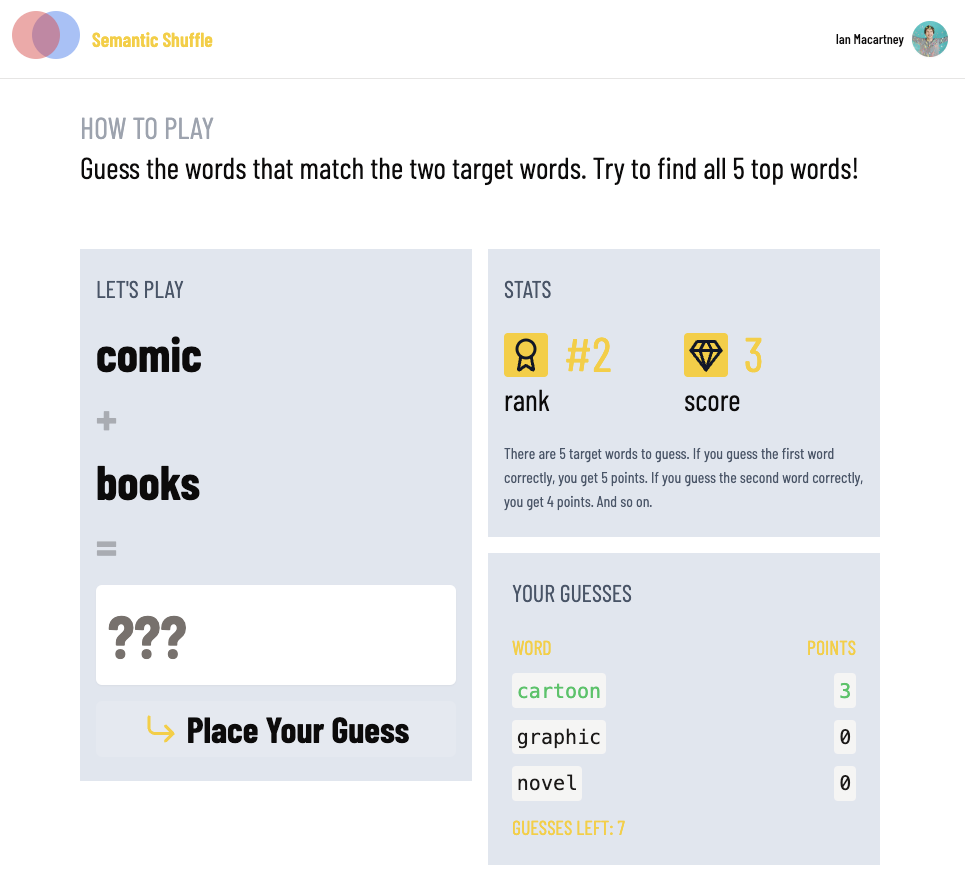 Semantic Shuffle
Ian Macartney
HOW TO PLAY
Guess the words that match the two target words. Try to find all 5 top words!
LET'S PLAY
comic
+
books
=
???
Place Your Guess
STATS
#2
rank
3
score
There are 5 target words to guess. If you guess the first word
correctly, you get 5 points. If you guess the second word correctly,
you get 4 points. And so on.
YOUR GUESSES
WORD POINTS
cartoon 3
graphic 0
novel 0
GUESSES LEFT: 7